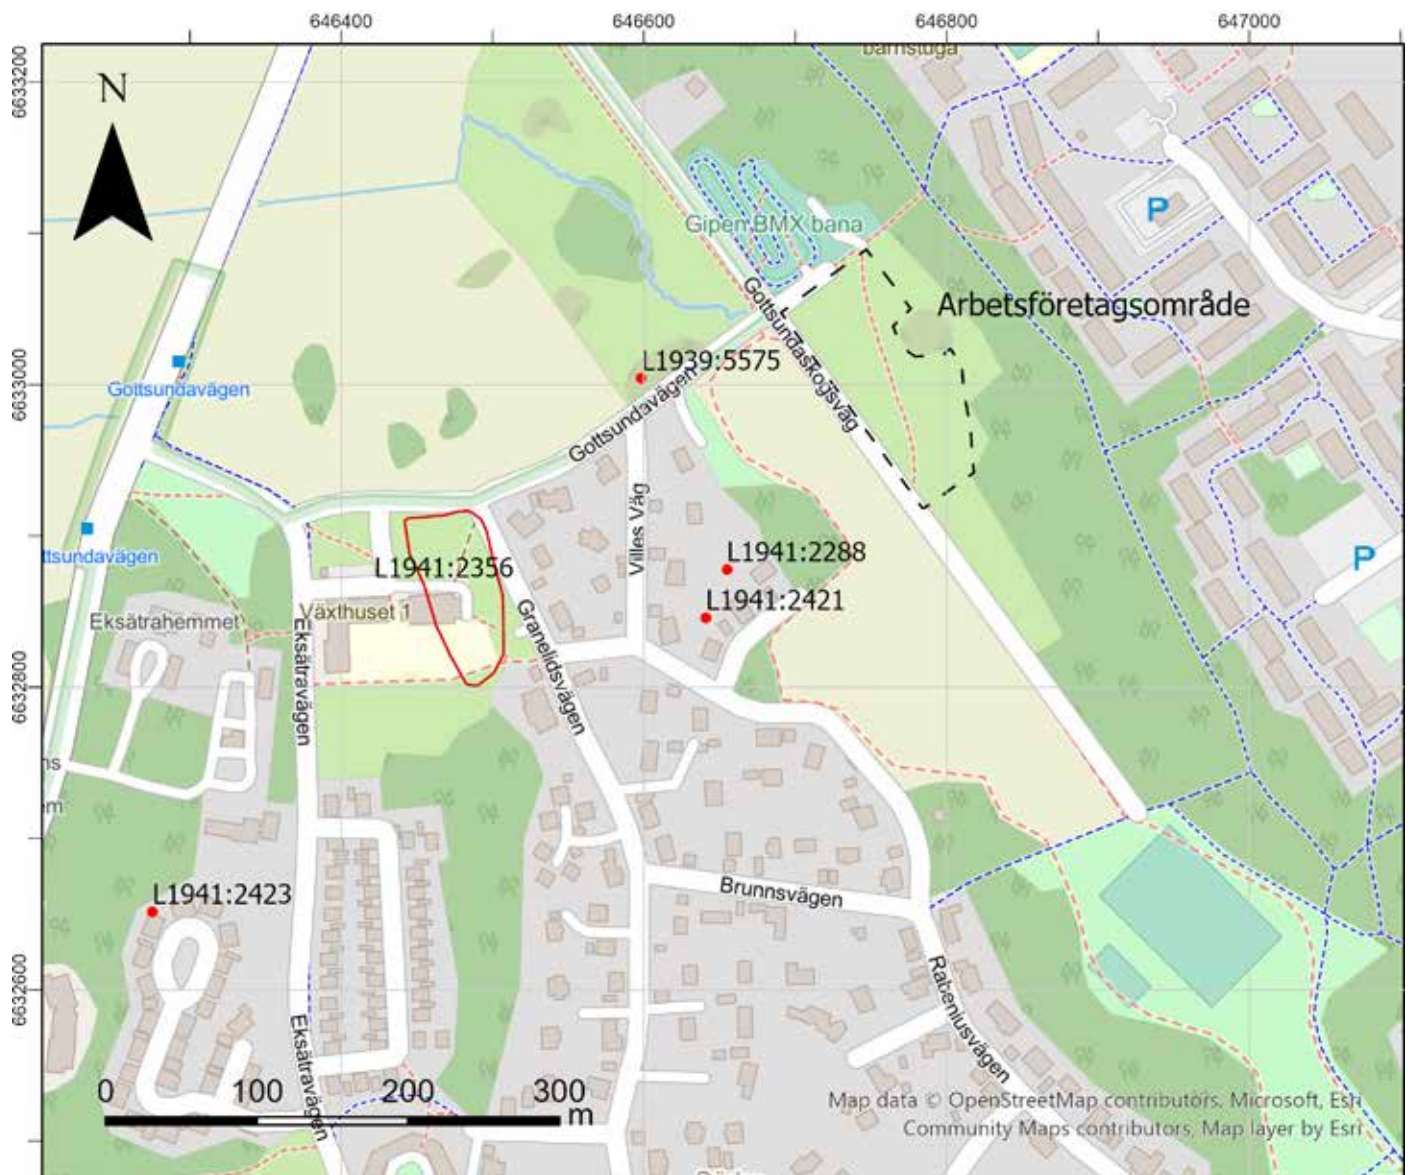 646400
646600
646800
647000
6633200
6633000
6632800
6632600
N
barnstuga
P
Gipen BMX bana
Arbetsföretagsområde
Gottsundaskogsväg
L1939:5575
Gottsundavägen
Gottsundavägen
Villes Väg
L1941:2288
P
ttsundavägen
L1941:2356
L1941:2421
Växthuset 1
Eksätrahemmet
Eksätravägen
Granelidsvägen
ns
em
L1941:2423
Brunnsvägen
Rabeniusvägen
Eksätravägen
0 100 200 300
m
Map data © OpenStreetMap contributors, Microsoft, Esri
Community Maps contributors, Map layer by Esri